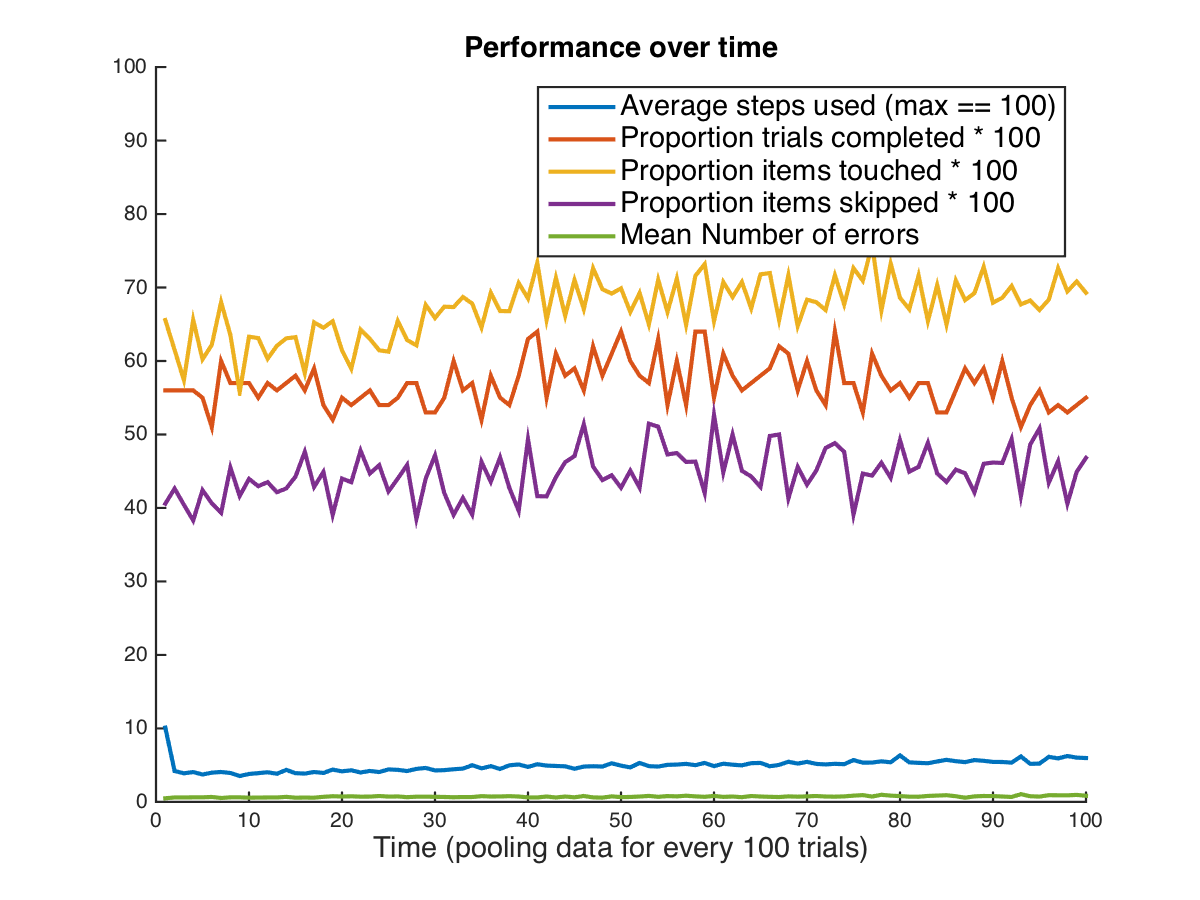 Performance over time
100
90
80
70
60
50
40
30
20
10
0
Average steps used (max == 100)
Proportion trials completed * 100
Proportion items touched * 100
Proportion items skipped * 100
Mean Number of errors
0 10 20 30 40 50 60 70 80 90 100
Time (pooling data for every 100 trials)